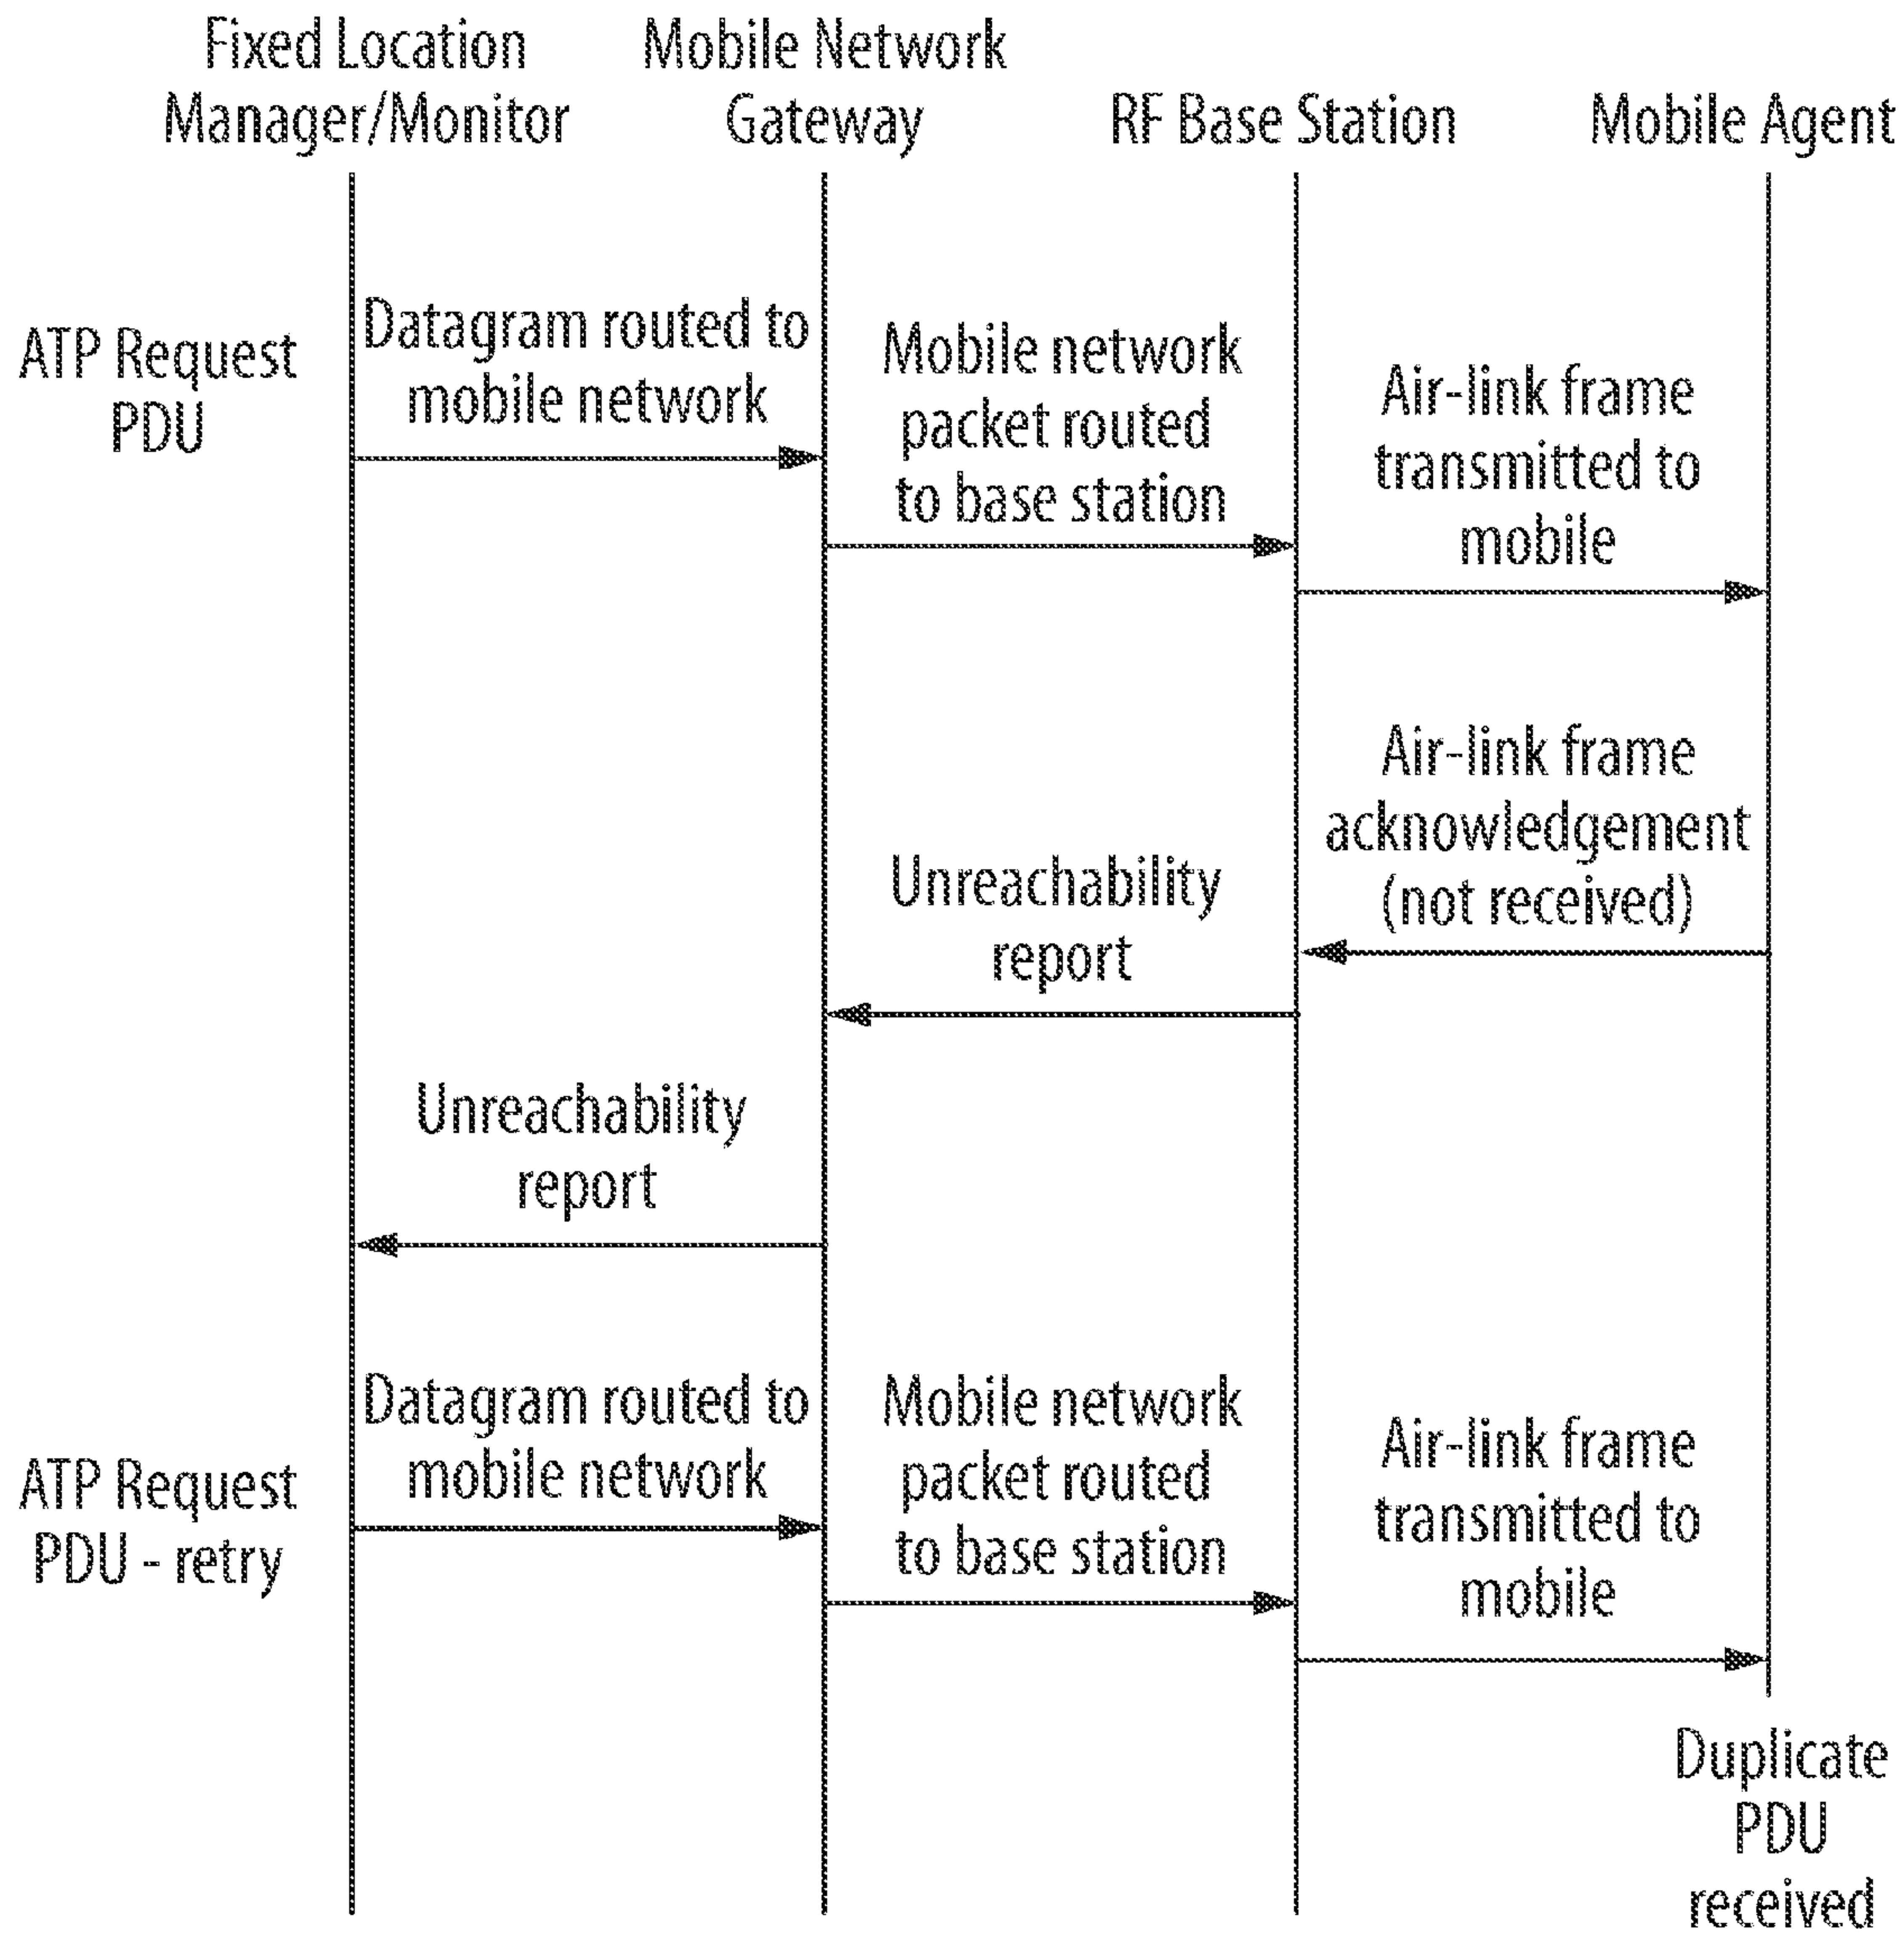 Fixed Location
Manager/Monitor
Mobile Network
Gateway
RF Base Station
Mobile Agent
ATP Request
PDU
Datagram routed to
mobile network
Mobile network
packet routed
to base station
Air-link frame
transmitted to
mobile
Air-link frame
acknowledgement
(not received)
Unreachability
report
Unreachability
report
ATP Request
PDU - retry
Datagram routed to
mobile network
Mobile network
packet routed
to base station
Air-link frame
transmitted to
mobile
Duplicate
PDU
received